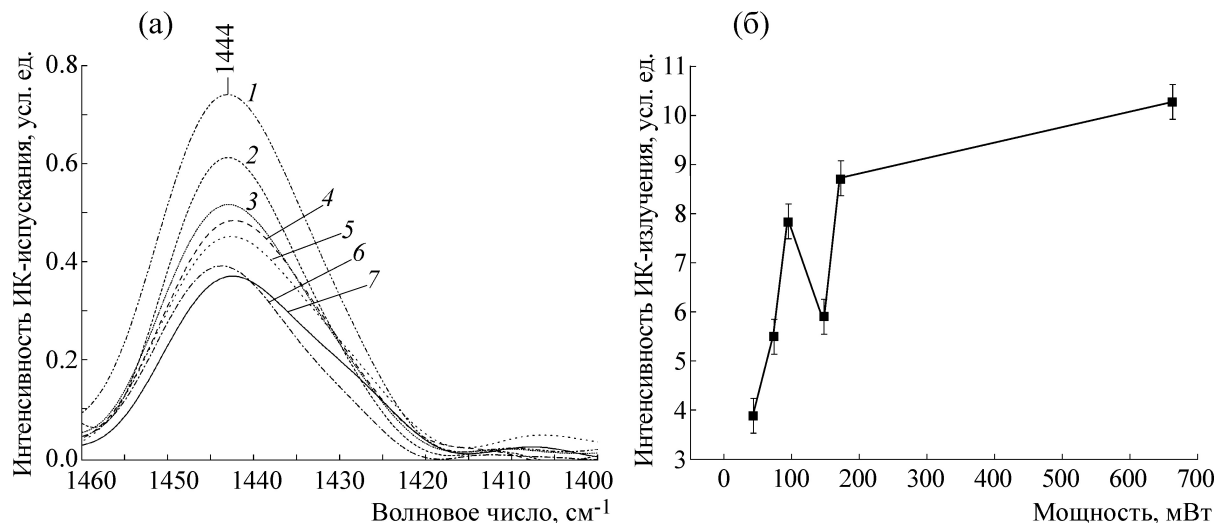 (а)
Интенсивность ИК-испускания, усл. ед.
0.8
0.6
0.4
0.2
0.0
1444
1
2
3
4
5
6
7
1460 1450 1440 1430 1420 1410 1400
Волновое число, см-1
(б)
Интенсивность ИК-излучения, усл. ед.
11
10
9
8
7
6
5
4
3
0 100 200 300 400 500 600 700
Мощность, мВт